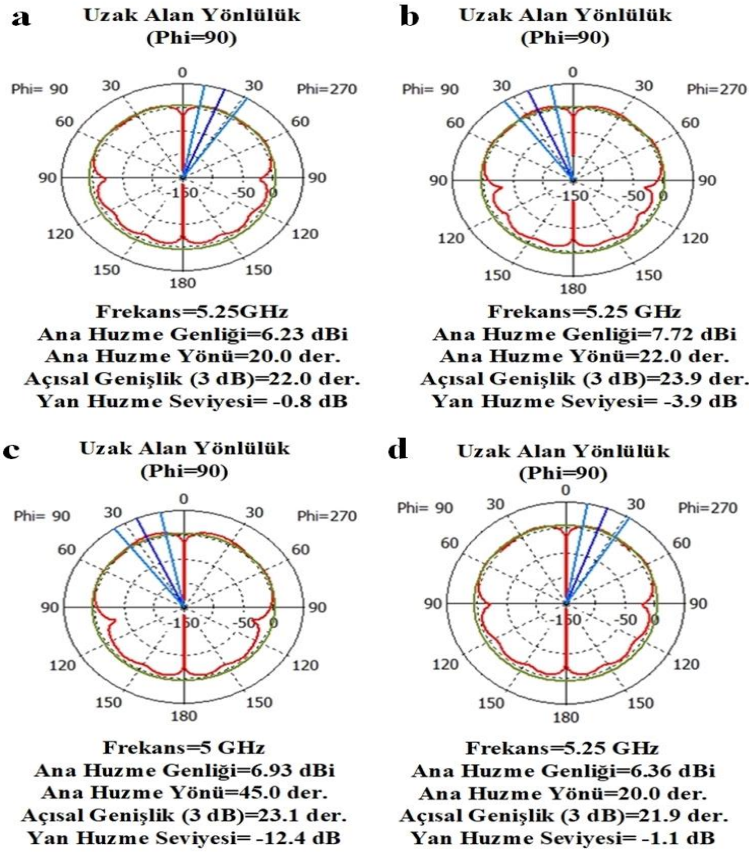 a
Uzak Alan Yönlülük
(Phi=90)
0
Phi= 90
30
30
Phi=270
60
60
90
-150
-50
0
90
120
120
150
150
180
Frekans=5.25GHz
Ana Huzme Genliği=6.23 dBi
Ana Huzme Yönü=20.0 der.
Açısal Genişlik (3 dB)=22.0 der.
Yan Huzme Seviyesi= -0.8 dB
b
Uzak Alan Yönlülük
(Phi=90)
0
Phi= 90
30
30
Phi=270
60
60
90
-150
-50
0
90
120
120
150
150
180
Frekans=5.25 GHz
Ana Huzme Genliği=7.72 dBi
Ana Huzme Yönü=22.0 der.
Açısal Genişlik (3 dB)=23.9 der.
Yan Huzme Seviyesi= -3.9 dB
c
Uzak Alan Yönlülük
(Phi=90)
0
Phi= 90
30
30
Phi=270
60
60
90
-150
-50
0
90
120
120
150
150
180
Frekans=5 GHz
Ana Huzme Genliği=6.93 dBi
Ana Huzme Yönü=45.0 der.
Açısal Genişlik (3 dB)=23.1 der.
Yan Huzme Seviyesi= -12.4 dB
d
Uzak Alan Yönlülük
(Phi=90)
0
Phi= 90
30
30
Phi=270
60
60
90
-150
-50
0
90
120
120
150
150
180
Frekans=5.25 GHz
Ana Huzme Genliği=6.36 dBi
Ana Huzme Yönü=20.0 der.
Açısal Genişlik (3 dB)=21.9 der.
Yan Huzme Seviyesi= -1.1 dB